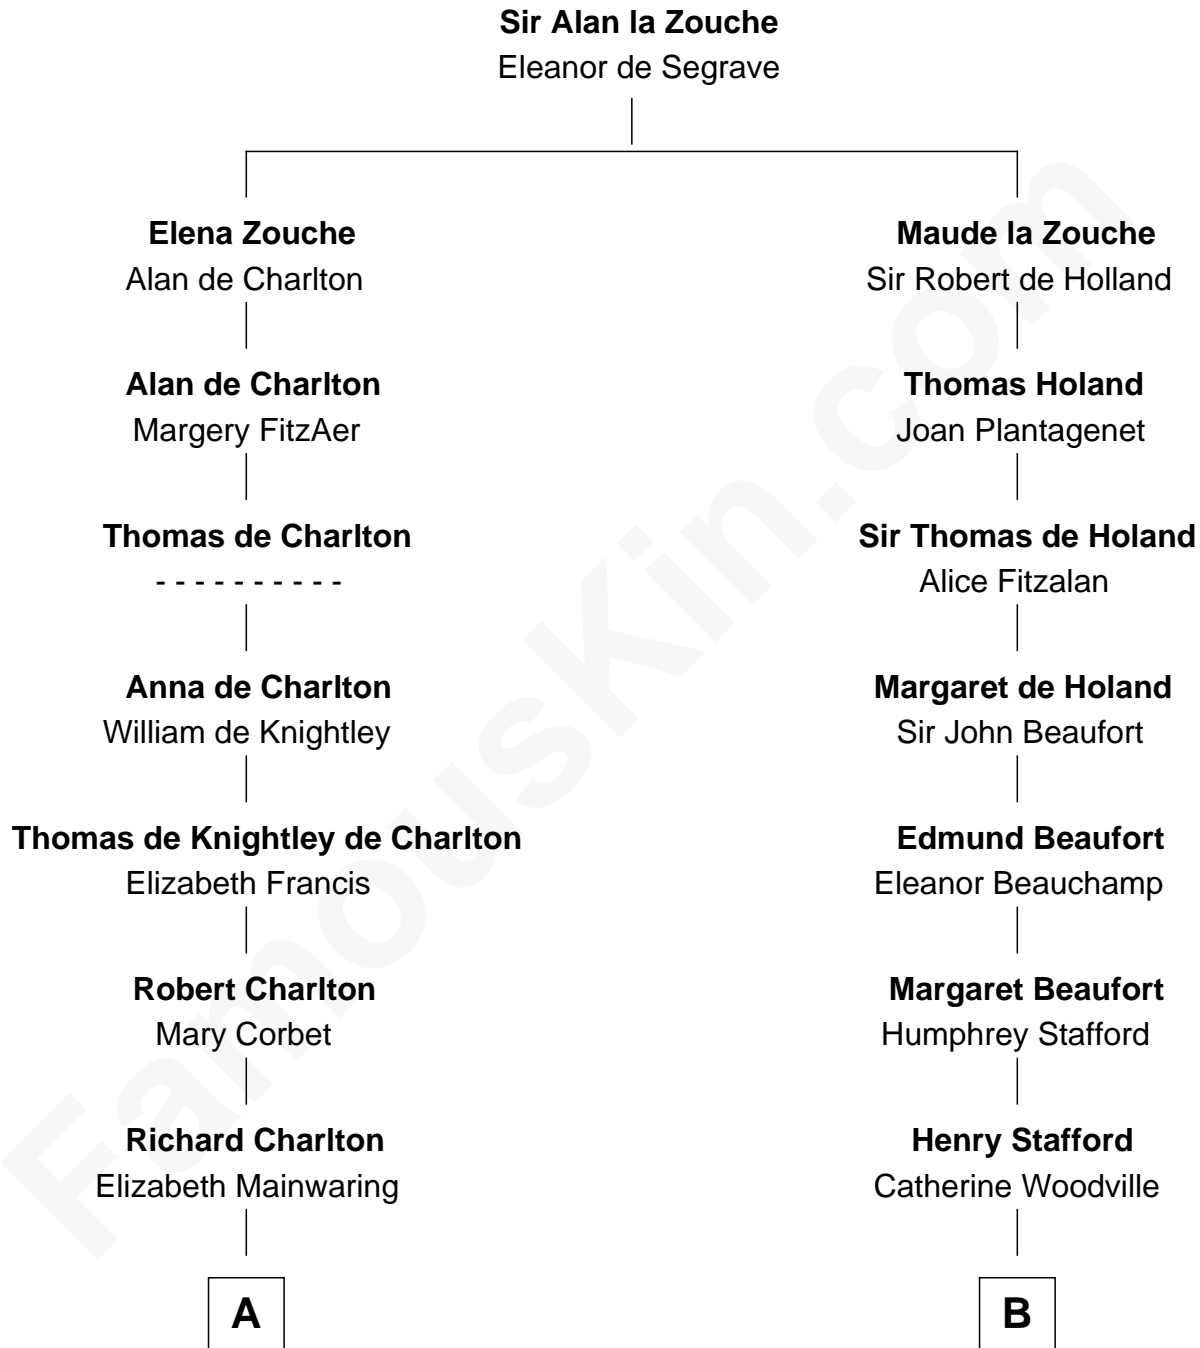 Sir Alan la Zouche
Eleanor de Segrave
Elena Zouche
Alan de Charlton
Maude la Zouche
Sir Robert de Holland
Alan de Charlton
Margery FitzAer
Thomas Holand
Joan Plantagenet
Thomas de Charlton
- - - - - - - - - -
Sir Thomas de Holand
Alice Fitzalan
Anna de Charlton
William de Knightley
Margaret de Holand
Sir John Beaufort
Thomas de Knightley de Charlton
Elizabeth Francis
Edmund Beaufort
Eleanor Beauchamp
Robert Charlton
Mary Corbet
Margaret Beaufort
Humphrey Stafford
Richard Charlton
Elizabeth Mainwaring
Henry Stafford
Catherine Woodville
A
B
FamousKin.com